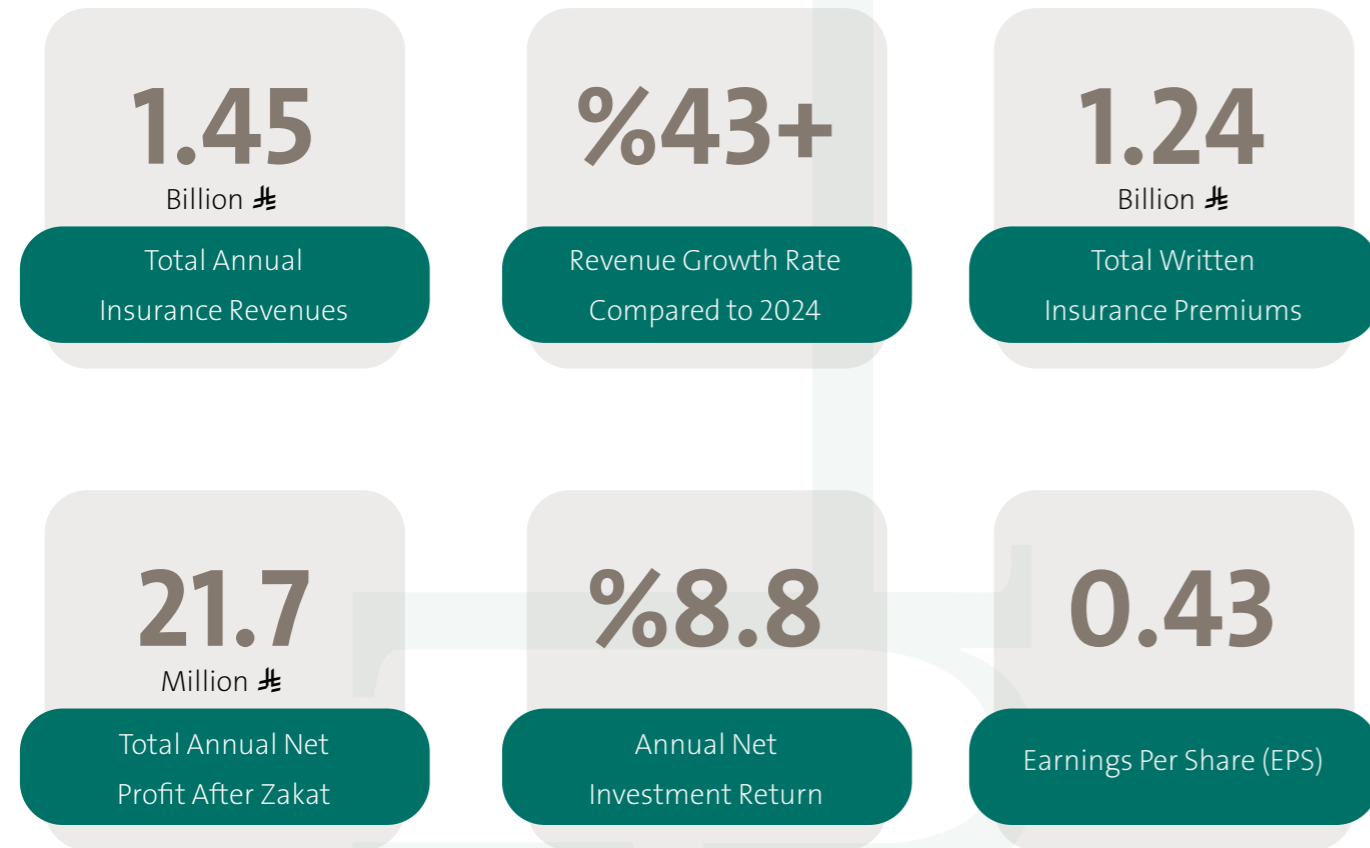 1.45
Billion ⃁
Total Annual
Insurance Revenues
%43+
Revenue Growth Rate
Compared to 2024
1.24
Billion ⃁
Total Written
Insurance Premiums
21.7
Million ⃁
Total Annual Net
Profit After Zakat
%8.8
Annual Net
Investment Return
0.43
Earnings Per Share (EPS)